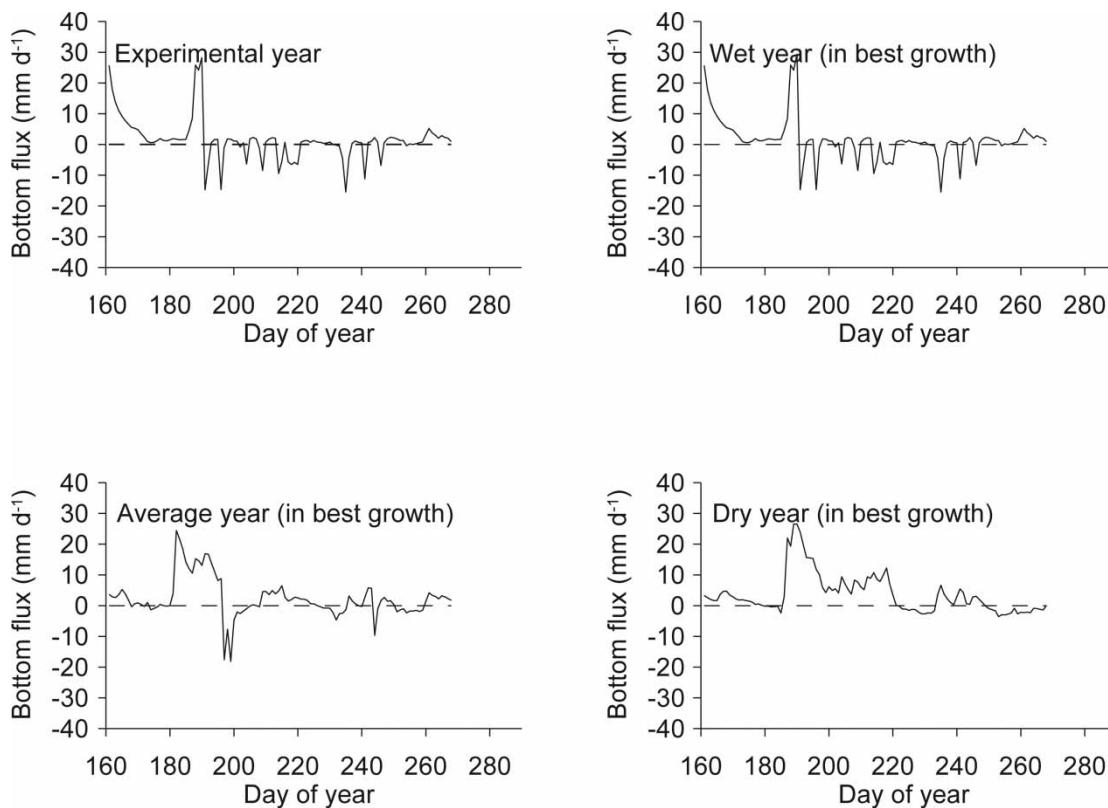 40
30
20
10
0
-10
-20
-30
-40
Bottom flux (mm d⁻¹)
Experimental year
160 180 200 220 240 260 280
Day of year
40
30
20
10
0
-10
-20
-30
-40
Bottom flux (mm d⁻¹)
Wet year (in best growth)
160 180 200 220 240 260 280
Day of year
40
30
20
10
0
-10
-20
-30
-40
Bottom flux (mm d⁻¹)
Average year (in best growth)
160 180 200 220 240 260 280
Day of year
40
30
20
10
0
-10
-20
-30
-40
Bottom flux (mm d⁻¹)
Dry year (in best growth)
160 180 200 220 240 260 280
Day of year